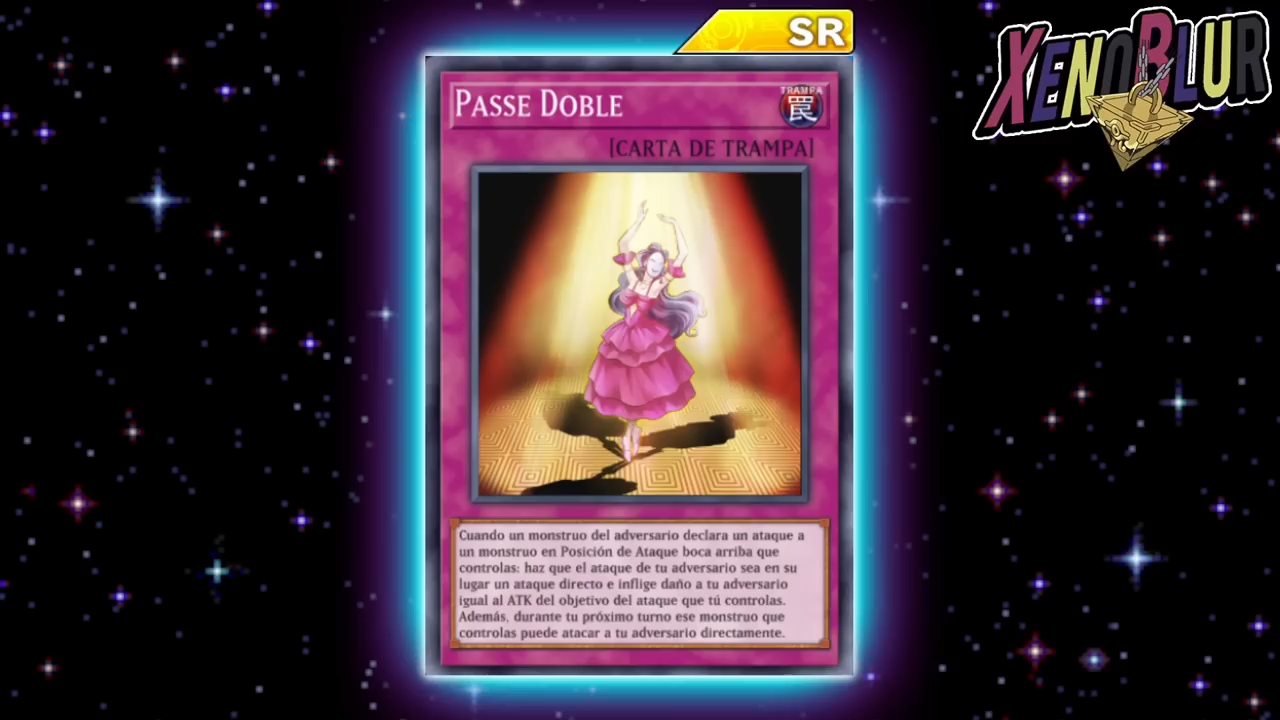 SR
XENOBLUR
PASSE DOBLE
TRAMPA
罠
[CARTA DE TRAMPA]
Cuando un monstruo del adversario declara un ataque a
un monstruo en Posición de Ataque boca arriba que
controlas: haz que el ataque de tu adversario sea en su
lugar un ataque directo e inflige daño a tu adversario
igual al ATK del objetivo del ataque que tú controlas.
Además, durante tu próximo turno ese monstruo que
controlas puede atacar a tu adversario directamente.